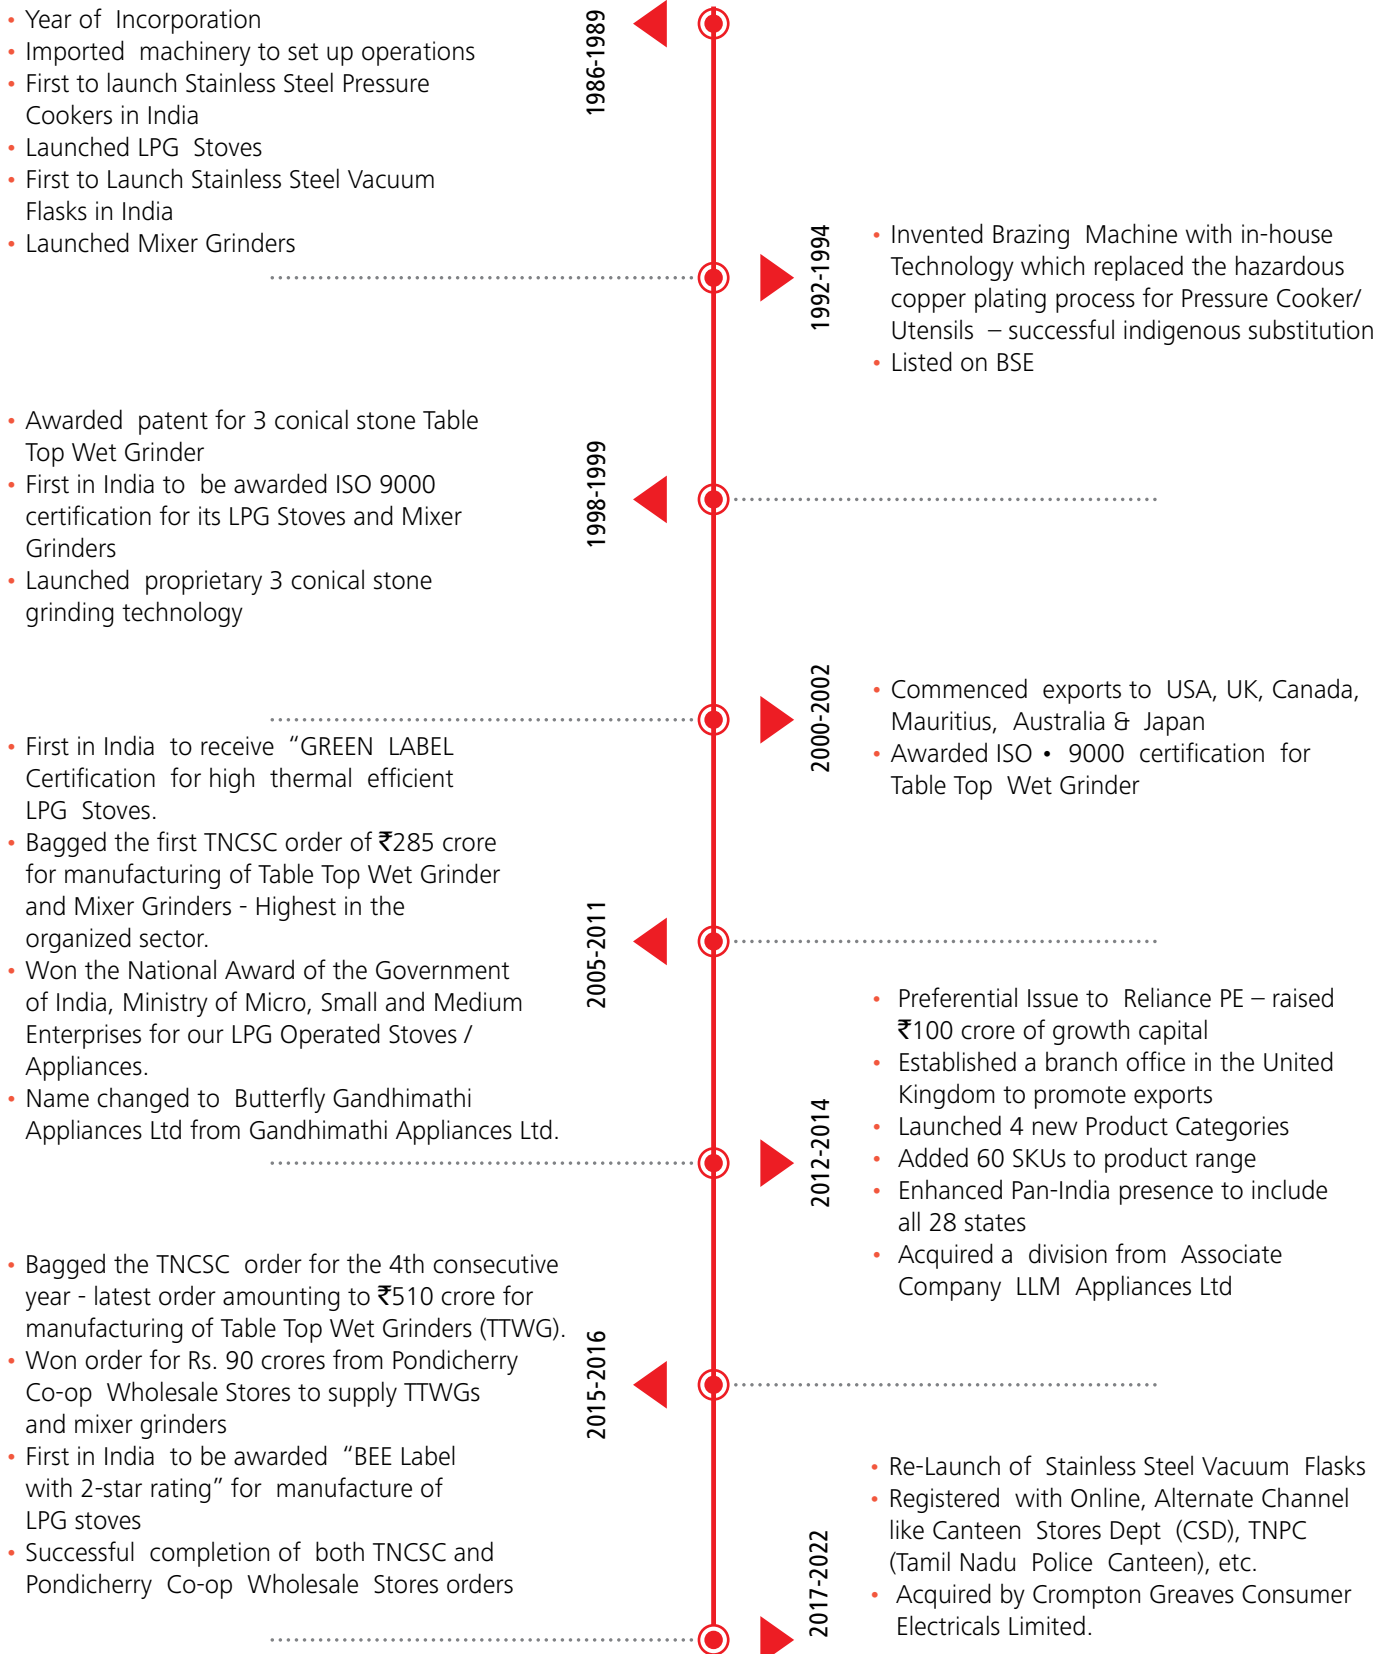 • Year of Incorporation
• Imported machinery to set up operations
• First to launch Stainless Steel Pressure
Cookers in India
• Launched LPG Stoves
• First to Launch Stainless Steel Vacuum
Flasks in India
• Launched Mixer Grinders
1986-1989
1992-1994
• Invented Brazing Machine with in-house
Technology which replaced the hazardous
copper plating process for Pressure Cooker/
Utensils – successful indigenous substitution
• Listed on BSE
• Awarded patent for 3 conical stone Table
Top Wet Grinder
• First in India to be awarded ISO 9000
certification for its LPG Stoves and Mixer
Grinders
• Launched proprietary 3 conical stone
grinding technology
1998-1999
2000-2002
• Commenced exports to USA, UK, Canada,
Mauritius, Australia & Japan
• Awarded ISO • 9000 certification for
Table Top Wet Grinder
• First in India to receive “GREEN LABEL
Certification for high thermal efficient
LPG Stoves.
• Bagged the first TNCSC order of ₹285 crore
for manufacturing of Table Top Wet Grinder
and Mixer Grinders - Highest in the
organized sector.
• Won the National Award of the Government
of India, Ministry of Micro, Small and Medium
Enterprises for our LPG Operated Stoves /
Appliances.
• Name changed to Butterfly Gandhimathi
Appliances Ltd from Gandhimathi Appliances Ltd.
2005-2011
2012-2014
• Preferential Issue to Reliance PE – raised
₹100 crore of growth capital
• Established a branch office in the United
Kingdom to promote exports
• Launched 4 new Product Categories
• Added 60 SKUs to product range
• Enhanced Pan-India presence to include
all 28 states
• Acquired a division from Associate
Company LLM Appliances Ltd
• Bagged the TNCSC order for the 4th consecutive
year - latest order amounting to ₹510 crore for
manufacturing of Table Top Wet Grinders (TTWG).
• Won order for Rs. 90 crores from Pondicherry
Co-op Wholesale Stores to supply TTWGs
and mixer grinders
• First in India to be awarded “BEE Label
with 2-star rating” for manufacture of
LPG stoves
• Successful completion of both TNCSC and
Pondicherry Co-op Wholesale Stores orders
2015-2016
2017-2022
• Re-Launch of Stainless Steel Vacuum Flasks
• Registered with Online, Alternate Channel
like Canteen Stores Dept (CSD), TNPC
(Tamil Nadu Police Canteen), etc.
• Acquired by Crompton Greaves Consumer
Electricals Limited.